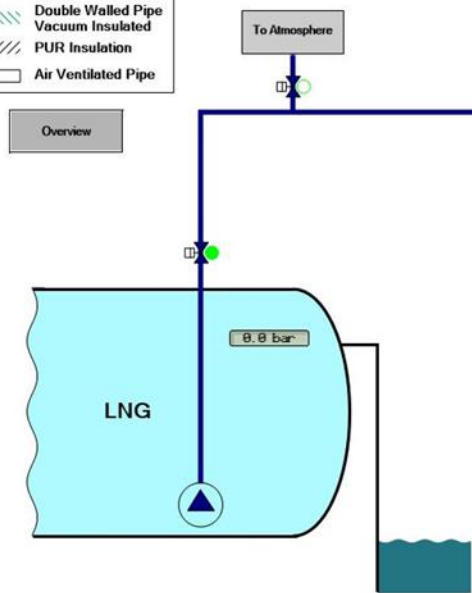 Double Walled Pipe
Vacuum Insulated
PUR Insulation
Air Ventilated Pipe
To Atmosphere
Overview
0.0 bar
LNG